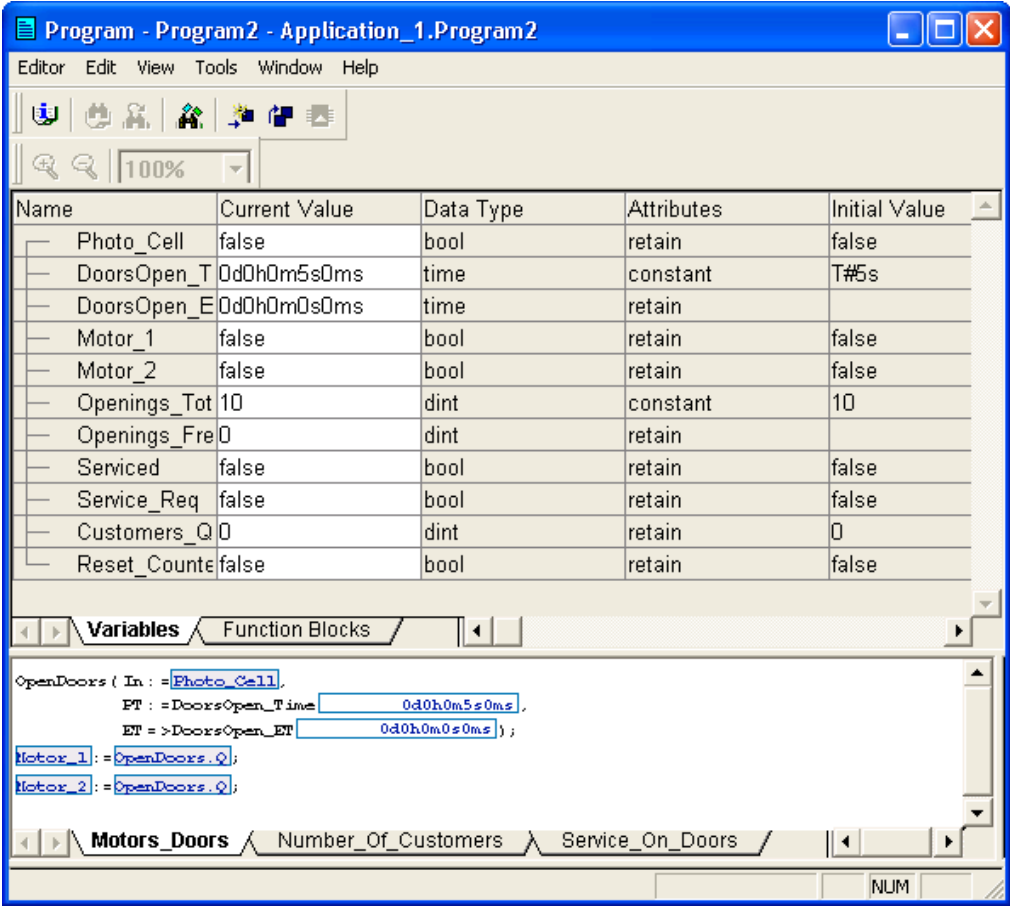 Program - Program2 - Application_1.Program2
Editor Edit View Tools Window Help
100%
Name Current Value Data Type Attributes Initial Value
Photo_Cell false bool retain false
DoorsOpen_T 0d0h0m5s0ms time constant T#5s
DoorsOpen_E 0d0h0m0s0ms time retain
Motor_1 false bool retain false
Motor_2 false bool retain false
Openings_Tot 10 dint constant 10
Openings_Fre 0 dint retain
Serviced false bool retain false
Service_Req false bool retain false
Customers_Q 0 dint retain 0
Reset_Counte false bool retain false
Variables Function Blocks
OpenDoors( In:=Photo_Cell,
PT:=DoorsOpen_Time 0d0h0m5s0ms ,
ET=>DoorsOpen_ET 0d0h0m0s0ms );
Motor_1:=OpenDoors.Q;
Motor_2:=OpenDoors.Q;
Motors_Doors Number_Of_Customers Service_On_Doors
NUM